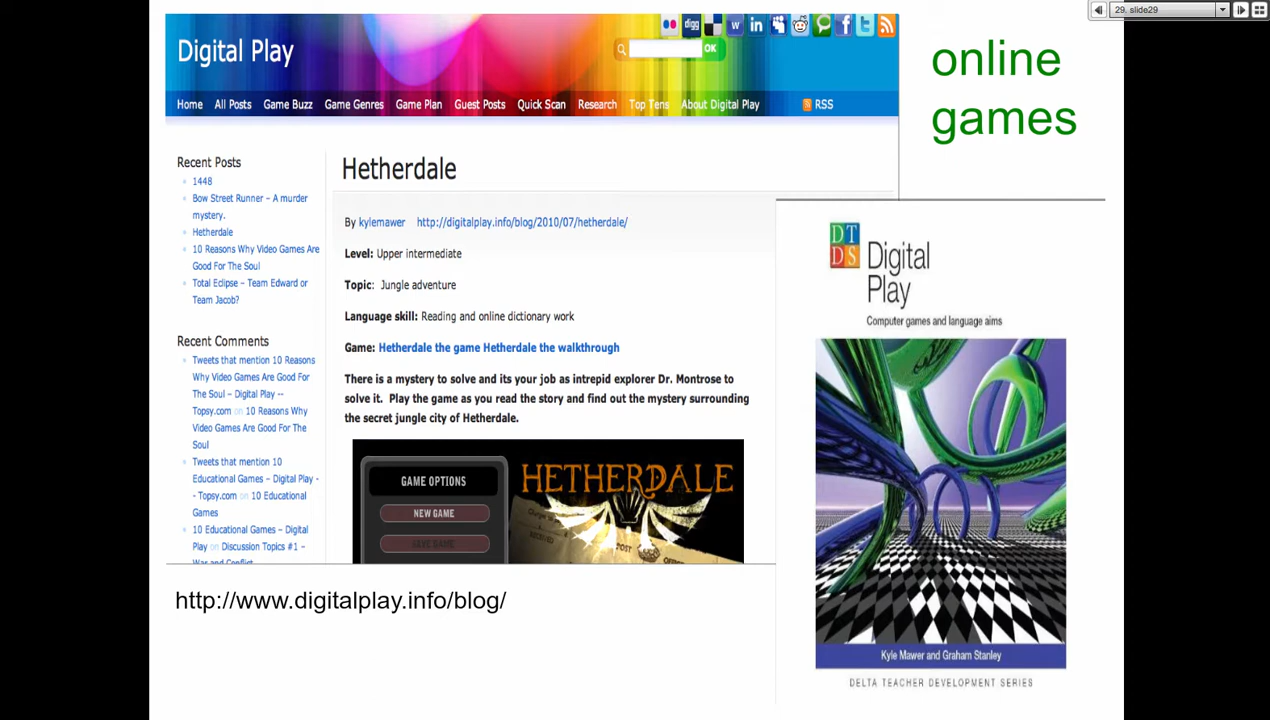 29. slide29
online
games
Digital Play
digg
OK
Home All Posts Game Buzz Game Genres Game Plan Guest Posts Quick Scan Research Top Tens About Digital Play RSS
Recent Posts
1448
Bow Street Runner – A murder
mystery.
Hetherdale
10 Reasons Why Video Games Are
Good For The Soul
Total Eclipse – Team Edward or
Team Jacob?
Recent Comments
Tweets that mention 10 Reasons
Why Video Games Are Good For
The Soul – Digital Play --
Topsy.com on 10 Reasons Why
Video Games Are Good For The
Soul
Tweets that mention 10
Educational Games – Digital Play -
- Topsy.com on 10 Educational
Games
10 Educational Games – Digital
Play on Discussion Topics #1 –
War and Conflict
Hetherdale
By kylemawer http://digitalplay.info/blog/2010/07/hetherdale/
Level: Upper intermediate
Topic: Jungle adventure
Language skill: Reading and online dictionary work
Game: Hetherdale the game Hetherdale the walkthrough
There is a mystery to solve and its your job as intrepid explorer Dr. Montrose to
solve it. Play the game as you read the story and find out the mystery surrounding
the secret jungle city of Hetherdale.
GAME OPTIONS
NEW GAME
HETHERDALE
POST
http://www.digitalplay.info/blog/
DT
DS
Digital
Play
Computer games and language aims
Kyle Mawer and Graham Stanley
DELTA TEACHER DEVELOPMENT SERIES